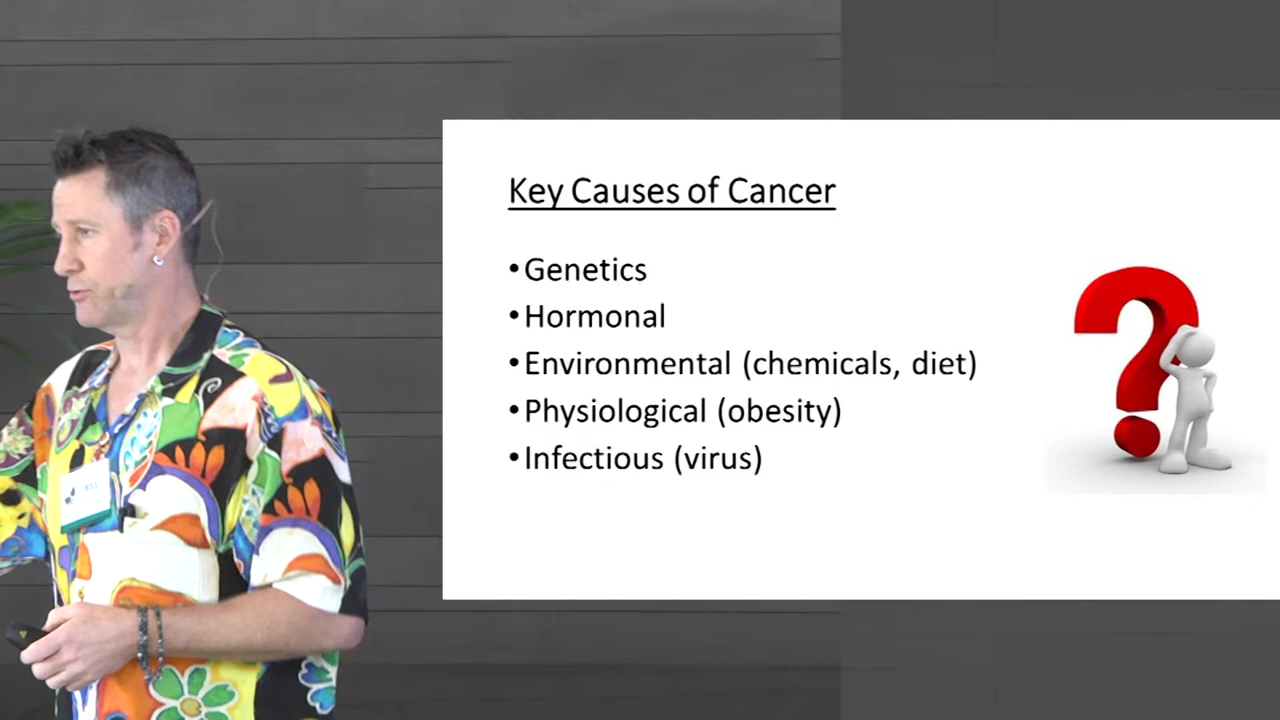 Key Causes of Cancer
•Genetics
•Hormonal
•Environmental (chemicals, diet)
•Physiological (obesity)
•Infectious (virus)